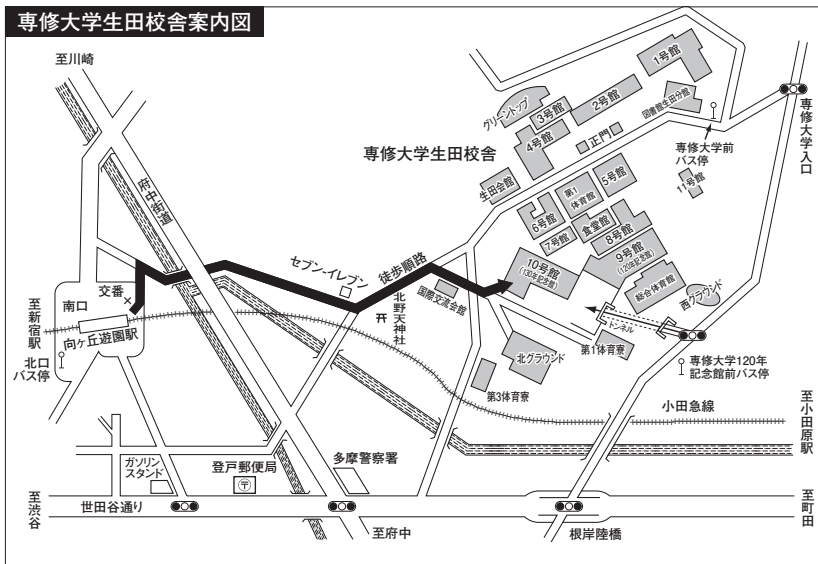 専修大学生田校舎案内図
至川崎
府中街道
交番
南口
至新宿駅
向ヶ丘遊園駅
北口
バス停
セブン-イレブン
徒歩順路
北野天神社
国際交流会館
専修大学生田校舎
グリーントップ
1号館
2号館
3号館
4号館
図書館生田分館
正門
生田会館
専修大学前
バス停
専修大学入口
11号館
5号館
第1
体育館
6号館
7号館
食堂館
8号館
9号館
(120年記念館)
10号館
(130年記念館)
総合体育館
西グラウンド
トンネル
第1体育寮
北グラウンド
第3体育寮
専修大学120年
記念館前バス停
小田急線
至小田原駅
ガソリン
スタンド
登戸郵便局
〒
多摩警察署
至渋谷
世田谷通り
至府中
根岸陸橋
至町田